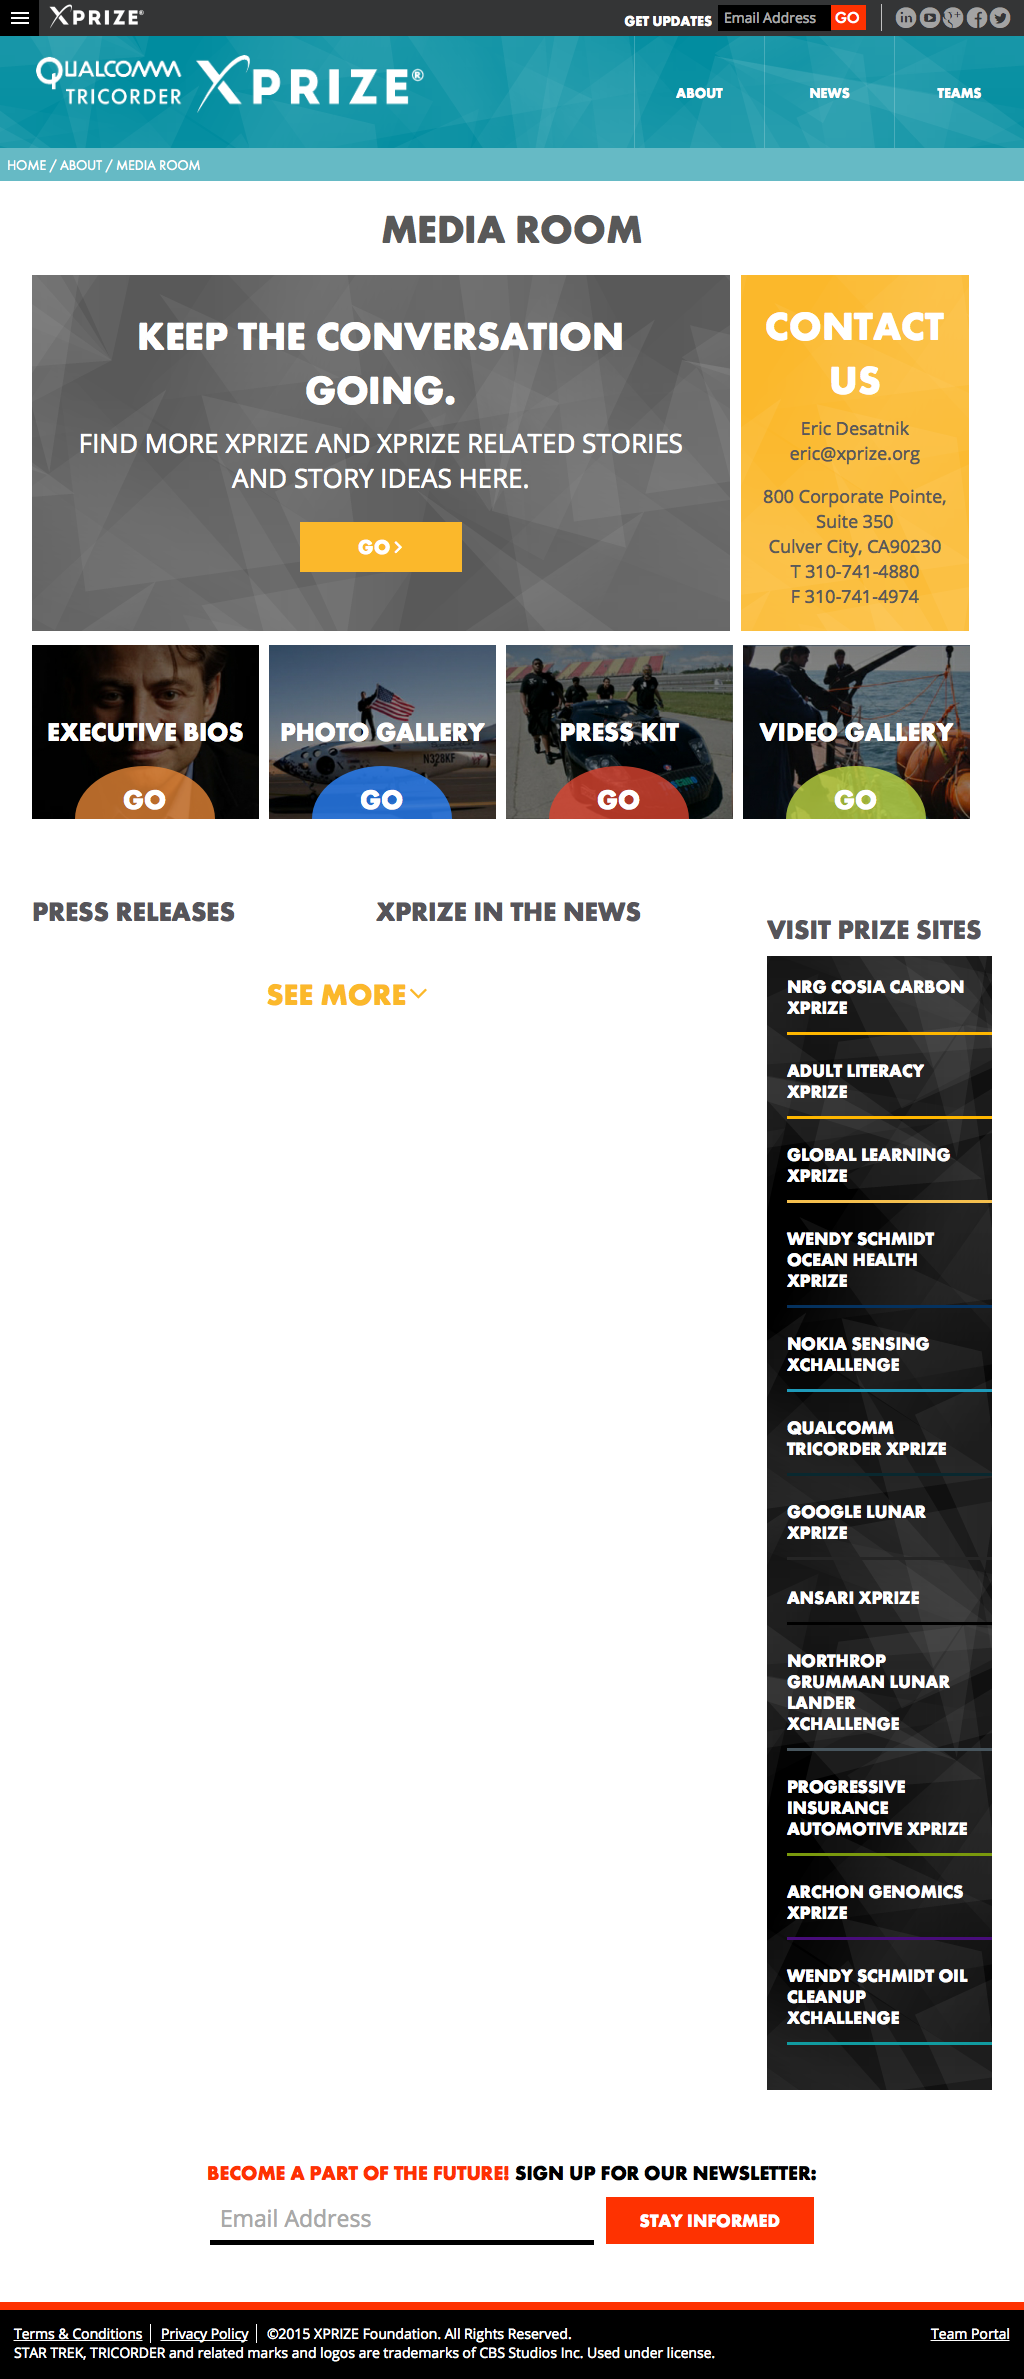 XPRIZE®
GET UPDATES
Email Address
GO
QUALCOMM
TRICORDER
XPRIZE®
ABOUT
NEWS
TEAMS
HOME / ABOUT / MEDIA ROOM
MEDIA ROOM
KEEP THE CONVERSATION
GOING.
FIND MORE XPRIZE AND XPRIZE RELATED STORIES
AND STORY IDEAS HERE.
GO >
CONTACT
US
Eric Desatnik
eric@xprize.org
800 Corporate Pointe,
Suite 350
Culver City, CA90230
T 310-741-4880
F 310-741-4974
EXECUTIVE BIOS
GO
PHOTO GALLERY
N328KF
GO
PRESS KIT
GO
VIDEO GALLERY
GO
PRESS RELEASES
XPRIZE IN THE NEWS
SEE MORE
VISIT PRIZE SITES
NRG COSIA CARBON
XPRIZE
ADULT LITERACY
XPRIZE
GLOBAL LEARNING
XPRIZE
WENDY SCHMIDT
OCEAN HEALTH
XPRIZE
NOKIA SENSING
XCHALLENGE
QUALCOMM
TRICORDER XPRIZE
GOOGLE LUNAR
XPRIZE
ANSARI XPRIZE
NORTHROP
GRUMMAN LUNAR
LANDER
XCHALLENGE
PROGRESSIVE
INSURANCE
AUTOMOTIVE XPRIZE
ARCHON GENOMICS
XPRIZE
WENDY SCHMIDT OIL
CLEANUP
XCHALLENGE
BECOME A PART OF THE FUTURE! SIGN UP FOR OUR NEWSLETTER:
Email Address
STAY INFORMED
Terms & Conditions | Privacy Policy | ©2015 XPRIZE Foundation. All Rights Reserved.
Team Portal
STAR TREK, TRICORDER and related marks and logos are trademarks of CBS Studios Inc. Used under license.